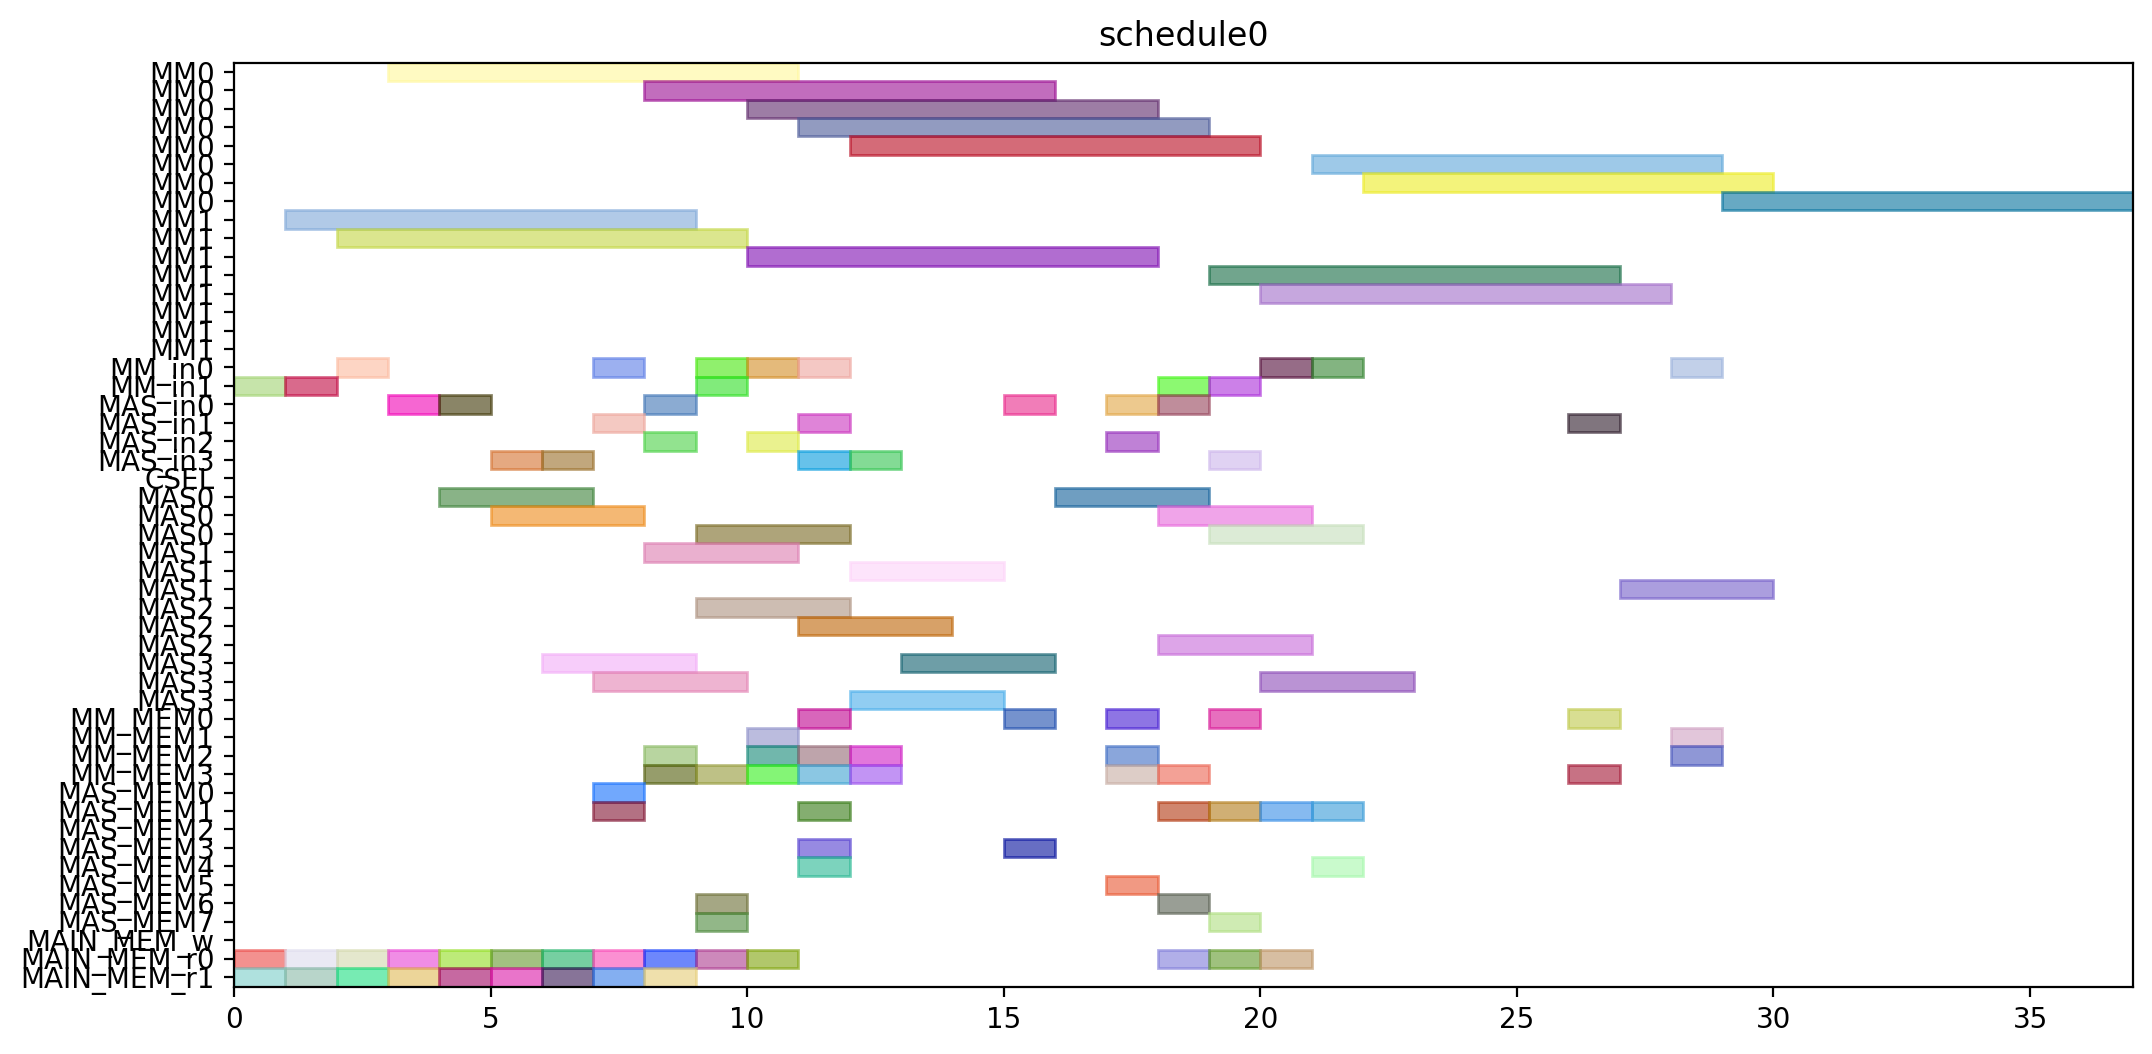 schedule0
MM0
MM0
MM0
MM0
MM0
MM0
MM0
MM0
MM1
MM1
MM1
MM1
MM1
MM1
MM1
MM1
MM_in0
MM_in1
MAS_in0
MAS_in1
MAS_in2
MAS_in3
CSEL
MAS0
MAS0
MAS0
MAS1
MAS1
MAS1
MAS2
MAS2
MAS2
MAS3
MAS3
MAS3
MM_MEM0
MM_MEM1
MM_MEM2
MM_MEM3
MAS_MEM0
MAS_MEM1
MAS_MEM2
MAS_MEM3
MAS_MEM4
MAS_MEM5
MAS_MEM6
MAS_MEM7
MAIN_MEM_w
MAIN_MEM_r0
MAIN_MEM_r1
0 5 10 15 20 25 30 35